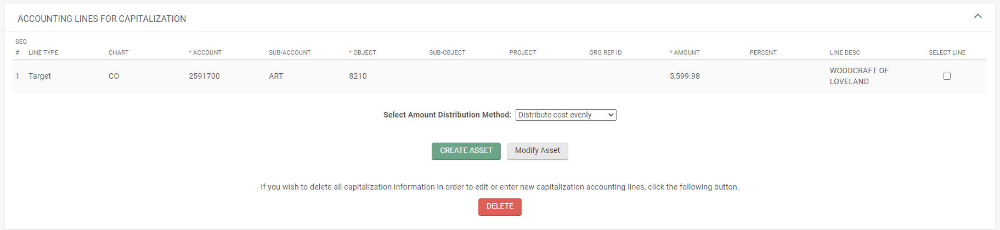 ACCOUNTING LINES FOR CAPITALIZATION
SEQ
# LINE TYPE CHART * ACCOUNT SUB-ACCOUNT * OBJECT SUB-OBJECT PROJECT ORG REF ID * AMOUNT PERCENT LINE DESC SELECT LINE
1 Target CO 2591700 ART 8210 5,599.98 WOODCRAFT OF
LOVELAND
Select Amount Distribution Method: Distribute cost evenly
CREATE ASSET Modify Asset
If you wish to delete all capitalization information in order to edit or enter new capitalization accounting lines, click the following button.
DELETE